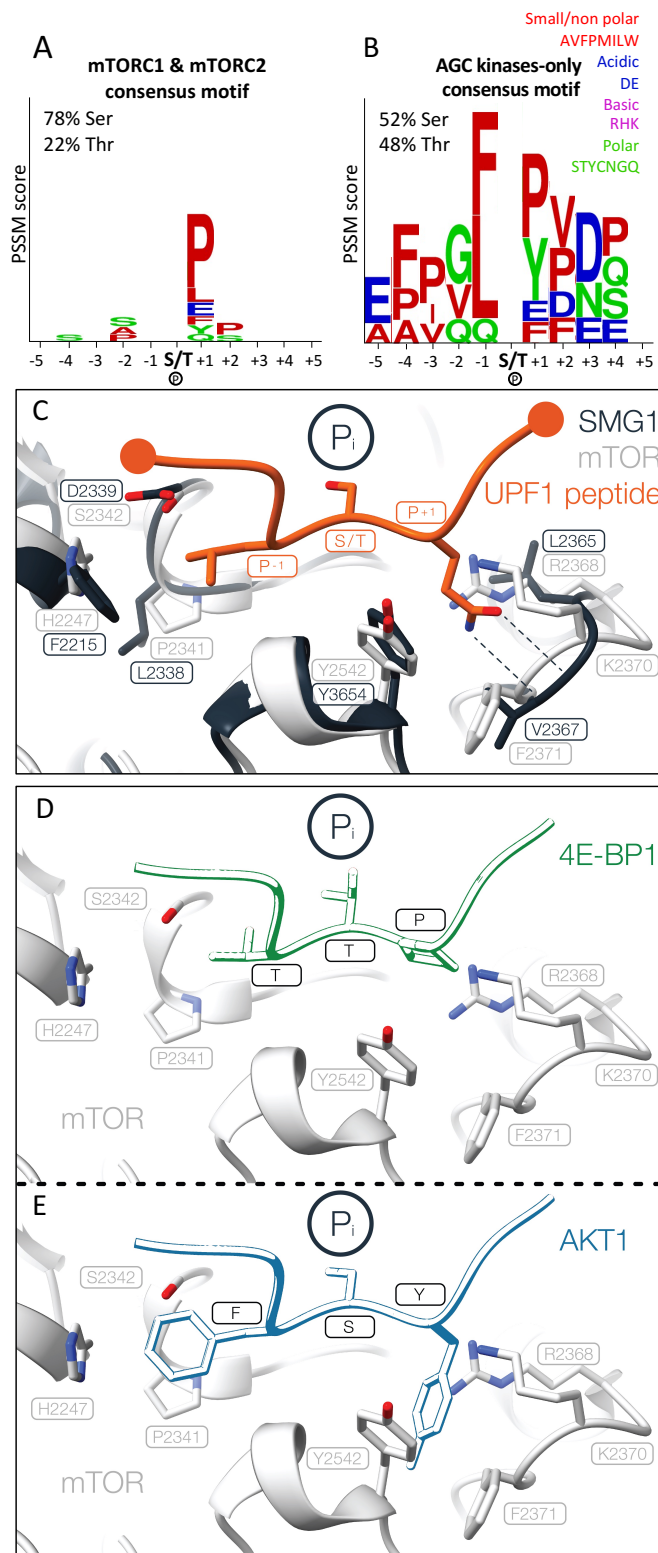 A
mTORC1 & mTORC2
consensus motif
78% Ser
22% Thr
PSSM score
S
S
A
P
P
L
E
F
Y
Q
P
S
-5 -4 -3 -2 -1 S/T +1 +2 +3 +4 +5
P
B
AGC kinases-only
consensus motif
Small/non polar
AVFPMILW
Acidic
DE
Basic
RHK
Polar
STYCNGQ
52% Ser
48% Thr
PSSM score
E
A
F
P
A
P
I
V
G
V
Q
F
L
Q
P
Y
E
F
V
P
D
F
D
N
E
P
Q
S
E
-5 -4 -3 -2 -1 S/T +1 +2 +3 +4 +5
P
C
Pi
SMG1
mTOR
UPF1 peptide
D2339
S2342
P+1
L2365
S/T
P-1
R2368
H2247
F2215
P2341
L2338
Y2542
Y3654
K2370
V2367
F2371
D
Pi
4E-BP1
S2342
P
T
T
R2368
H2247
P2341
Y2542
K2370
mTOR
F2371
E
Pi
AKT1
S2342
F
S
Y
R2368
H2247
P2341
Y2542
K2370
mTOR
F2371